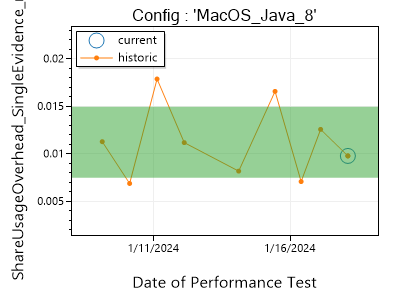 Config : 'MacOS_Java_8'
current
historic
ShareUsageOverhead_SingleEvidence_
0.02
0.015
0.01
0.005
1/11/2024
1/16/2024
Date of Performance Test